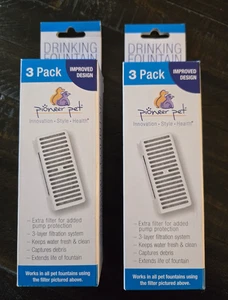 DRINKING
FOUNTAIN
3 Pack
IMPROVED
DESIGN
pioneer pet
Innovation • Style • Health
- Extra filter for added
pump protection
- 3-layer filtration system
- Keeps water fresh & clean
- Captures debris
- Extends life of fountain
Works in all pet fountains using
the filter pictured above.
DRINKING
FOUNTAIN
3 Pack
IMPROVED
DESIGN
pioneer pet
Innovation • Style • Health
- Extra filter for added
pump protection
- 3-layer filtration system
- Keeps water fresh & clean
- Captures debris
- Extends life of fountain
Works in all pet fountains using
the filter pictured above.